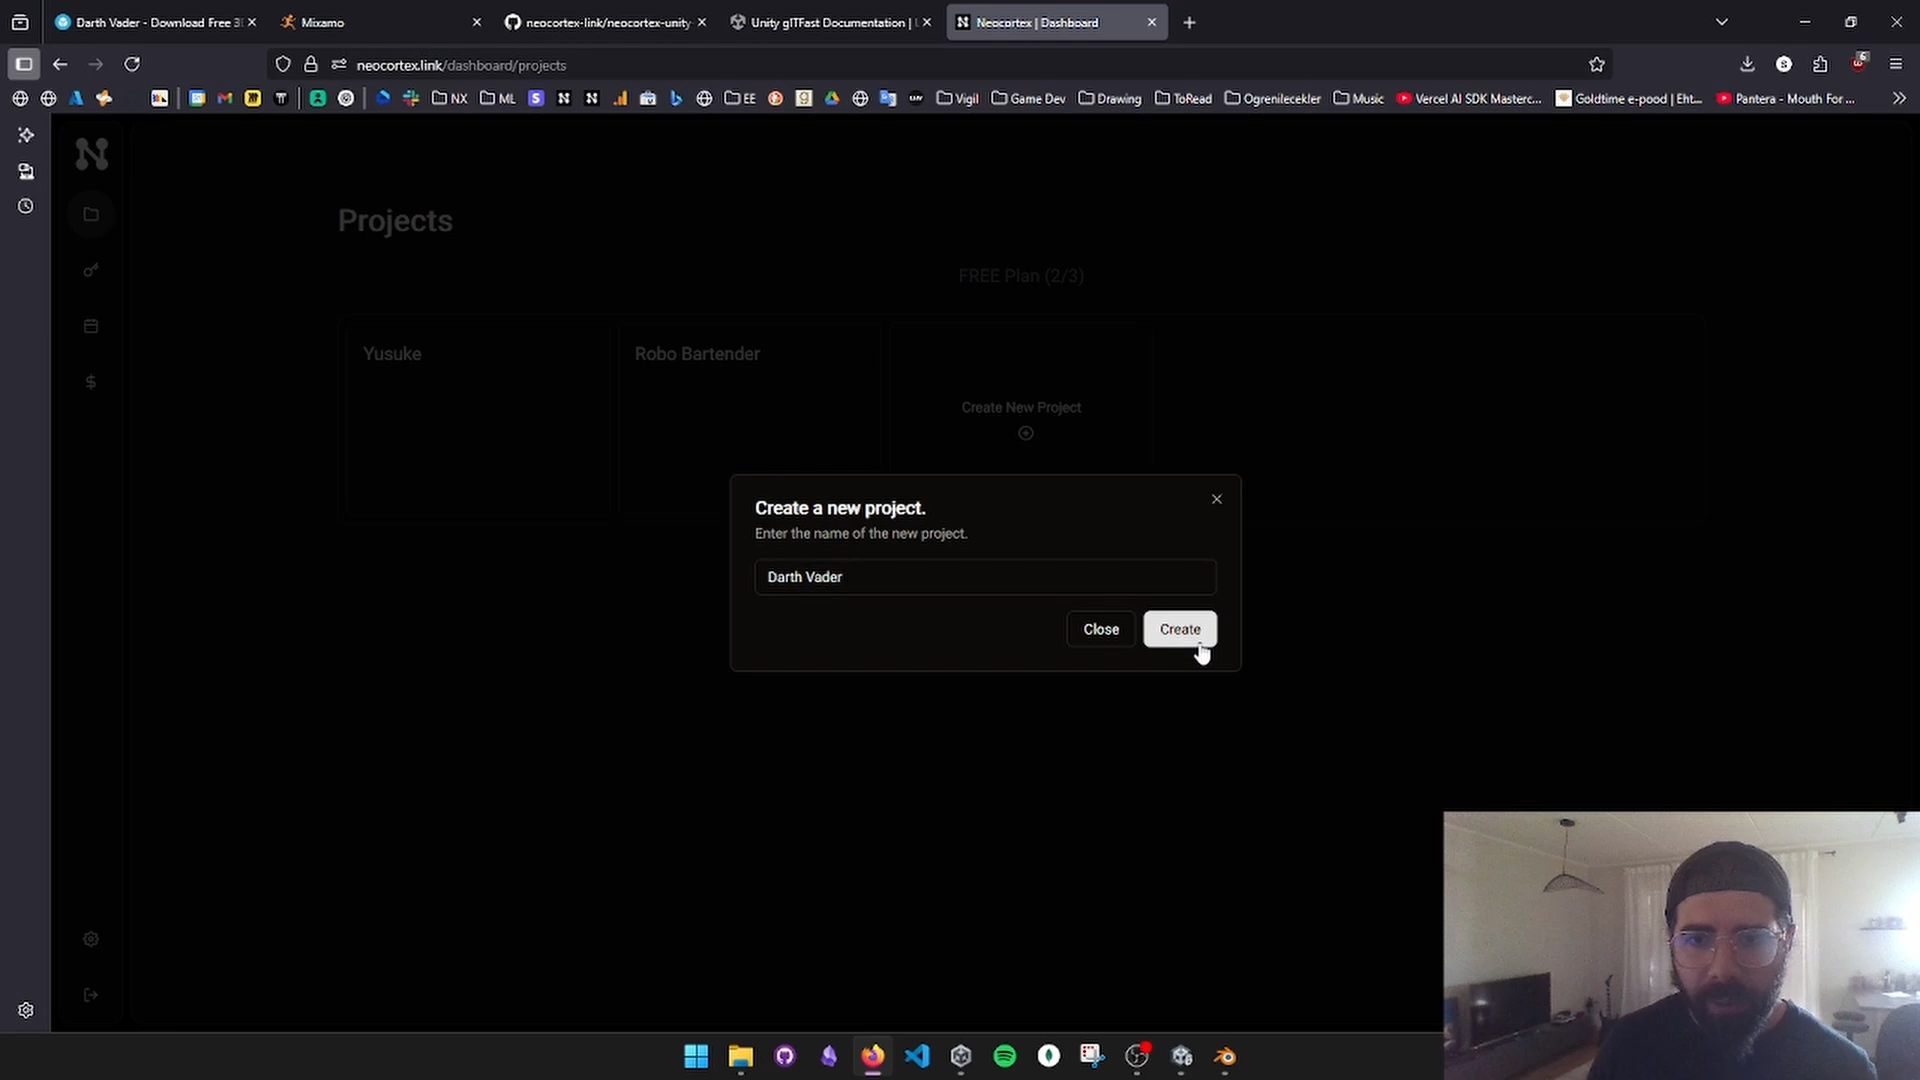 Darth Vader - Download Free 3
Mixamo
neocortex-link/neocortex-unity
Unity glTFast Documentation |
Neocortex | Dashboard
neocortex.link/dashboard/projects
6
NX
ML
EE
Vigil
Game Dev
Drawing
ToRead
Ogrenilecekler
Music
Vercel AI SDK Masterc...
Goldtime e-pood | Eht...
Pantera - Mouth For ...
Projects
FREE Plan (2/3)
Yusuke
Robo Bartender
Create New Project
Create a new project.
Enter the name of the new project.
Darth Vader
Close
Create